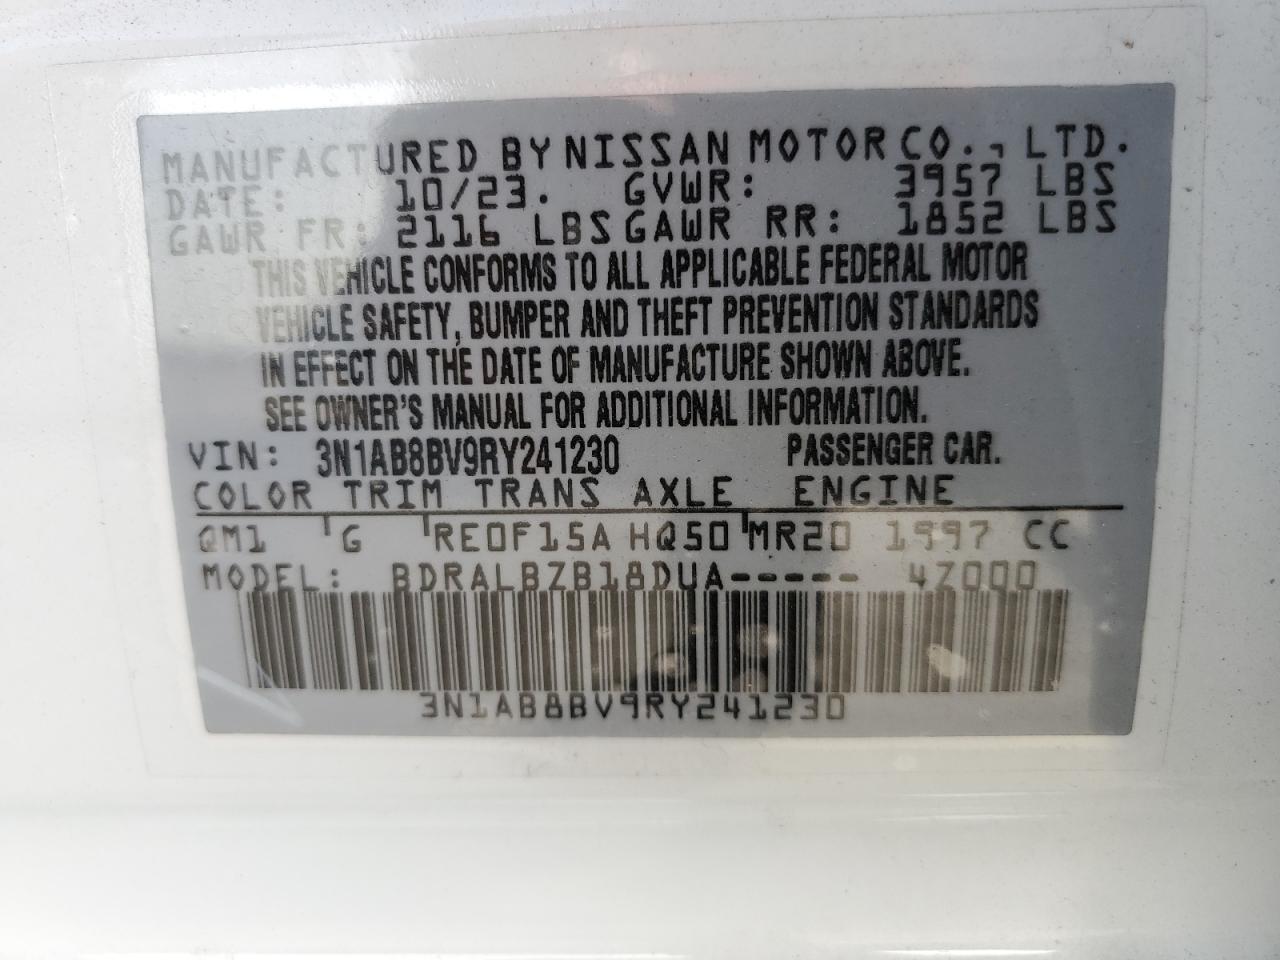 MANUFACTURED BY NISSAN MOTOR CO., LTD.
DATE: 10/23. GVWR: 3957 LBS
GAWR FR: 2116 LBS GAWR RR: 1852 LBS
THIS VEHICLE CONFORMS TO ALL APPLICABLE FEDERAL MOTOR
VEHICLE SAFETY, BUMPER AND THEFT PREVENTION STANDARDS
IN EFFECT ON THE DATE OF MANUFACTURE SHOWN ABOVE.
SEE OWNER'S MANUAL FOR ADDITIONAL INFORMATION.
VIN: 3N1AB8BV9RY241230 PASSENGER CAR.
COLOR TRIM TRANS AXLE ENGINE
QM1 G RE0F15A HQ50 MR20 1997 CC
MODEL: BDRALBZB18DUA----- 4Z000
3N1AB8BV9RY241230